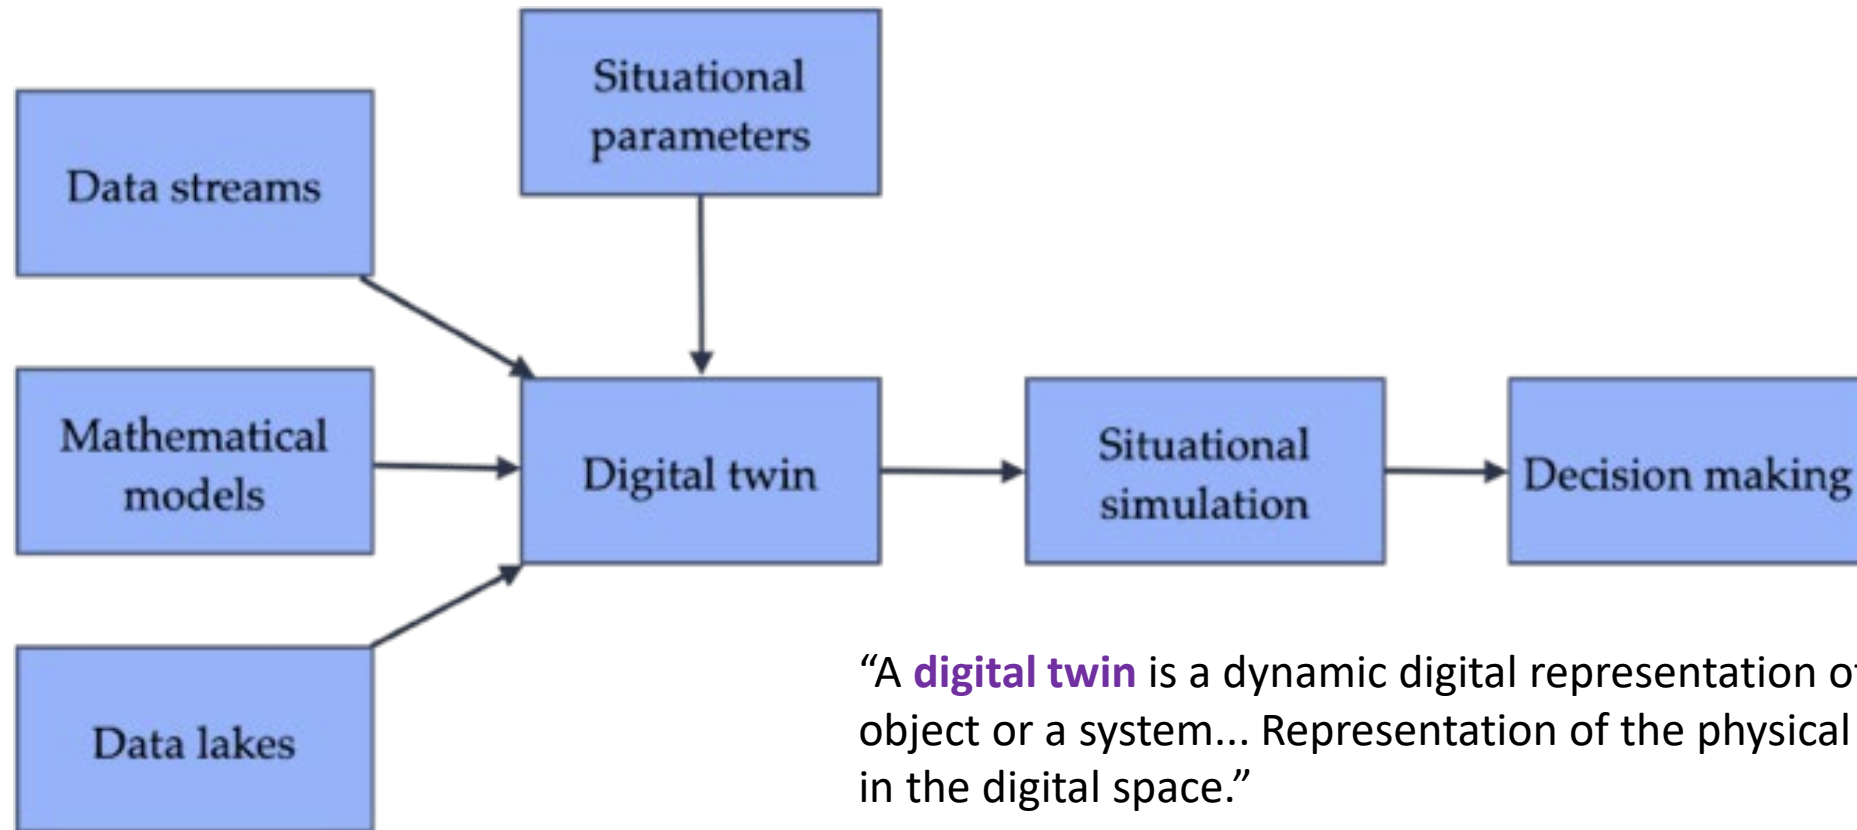 Situational
parameters
Data streams
Mathematical
models
Digital twin
Situational
simulation
Decision making
Data lakes
“A digital twin is a dynamic digital representation of
object or a system... Representation of the physical
in the digital space.”